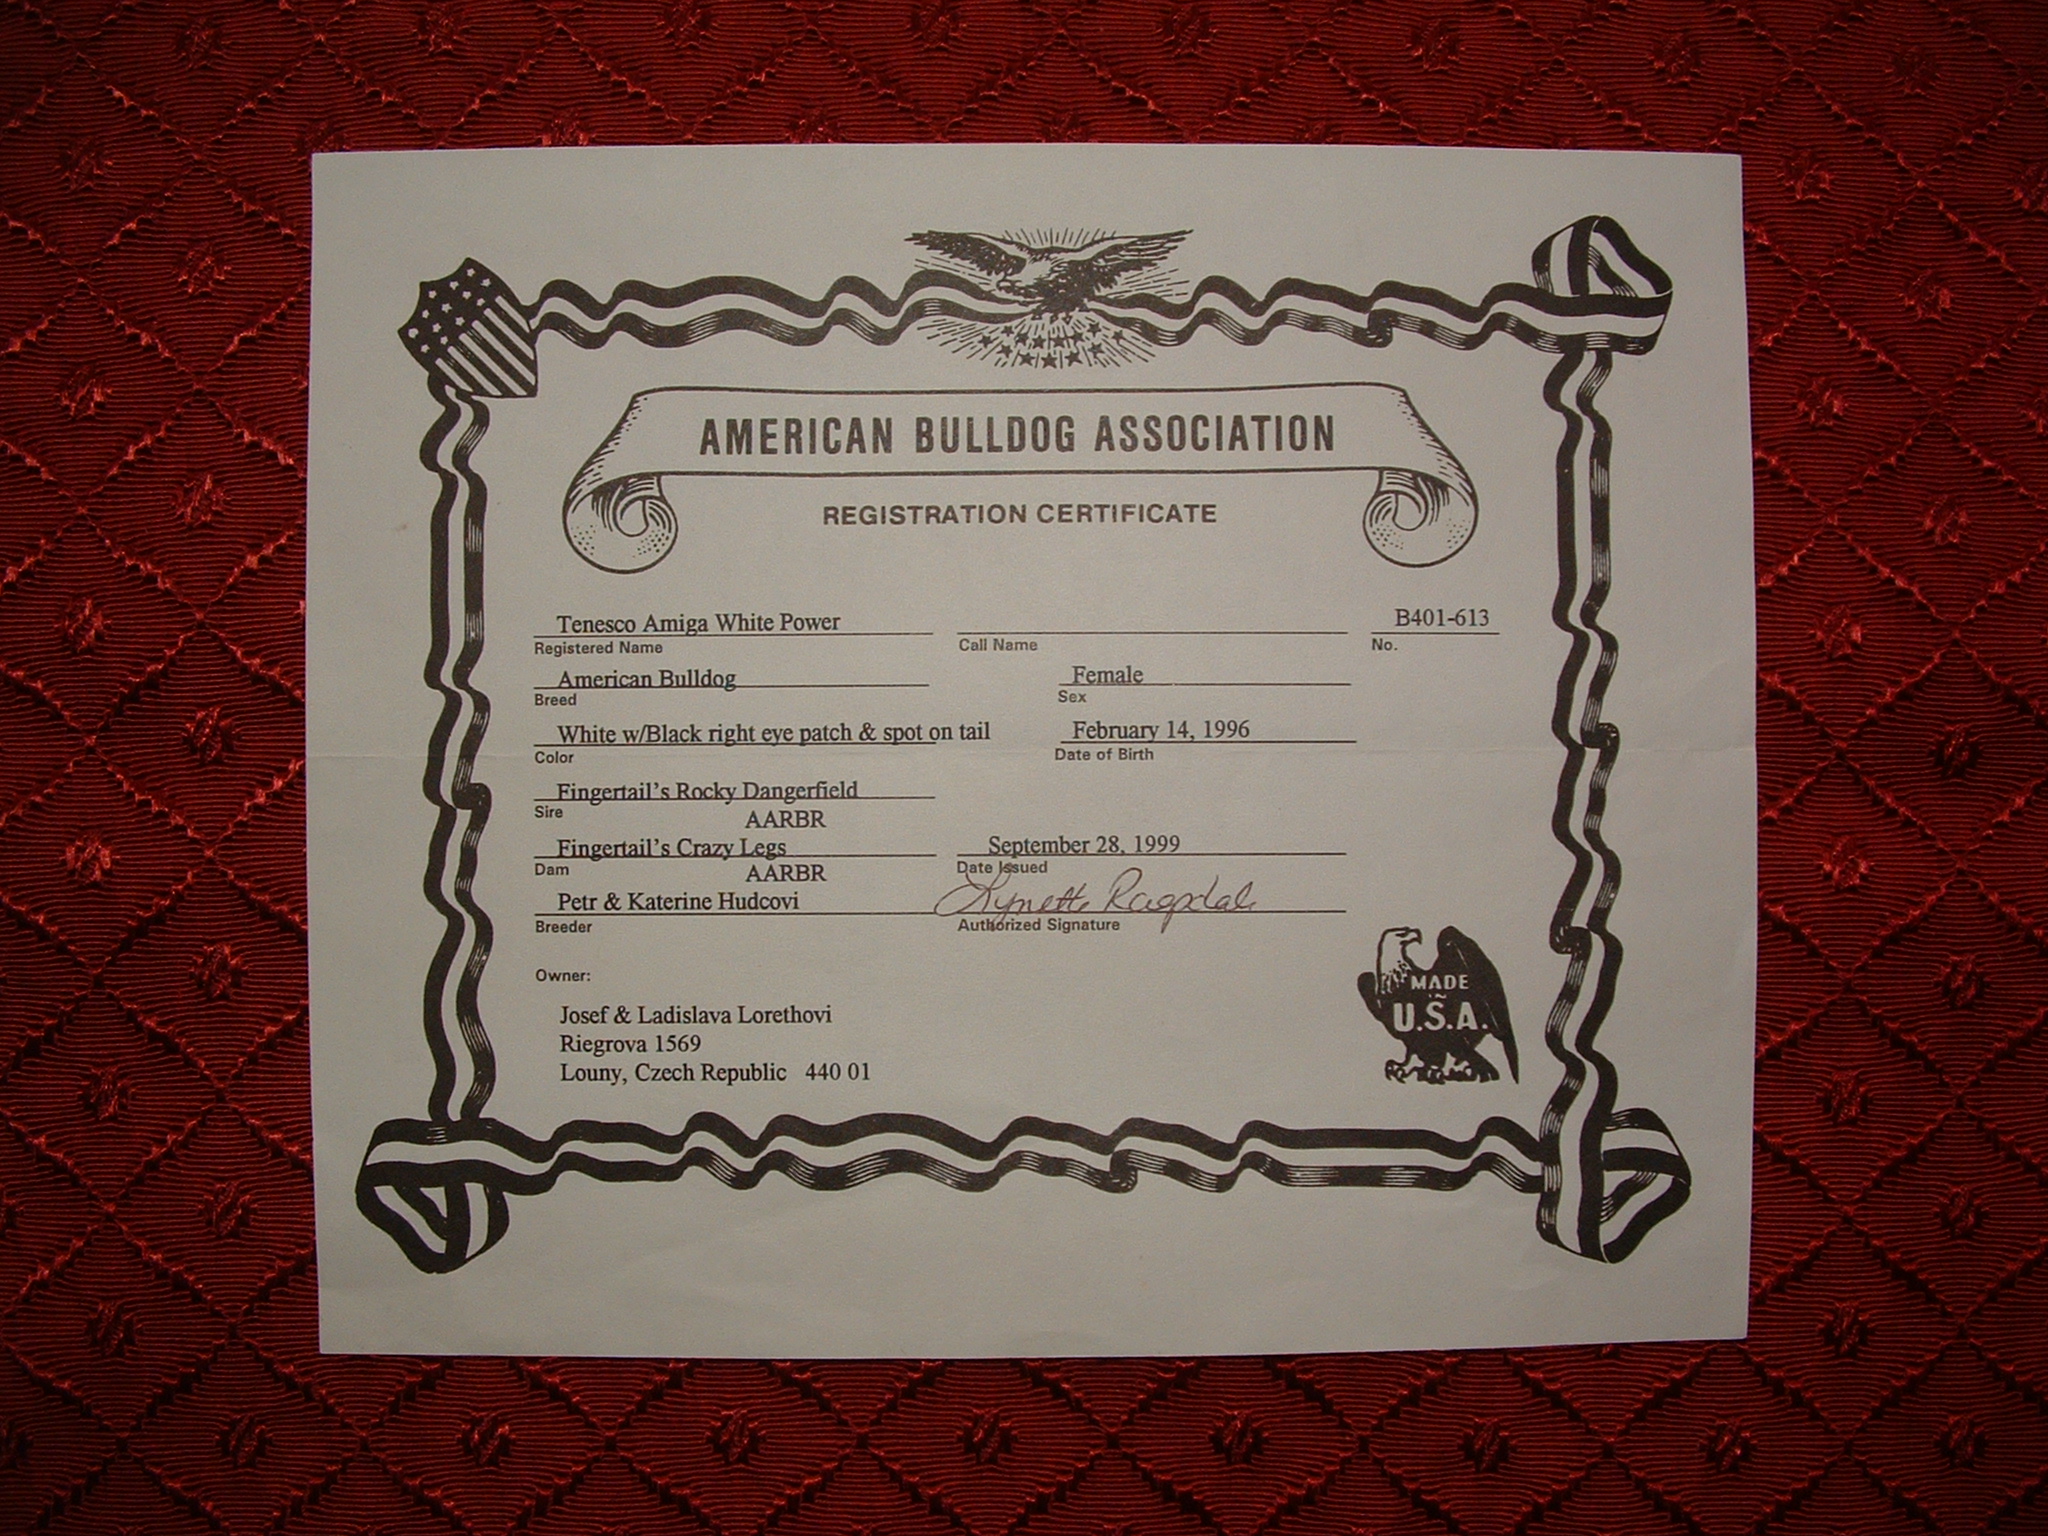 AMERICAN BULLDOG ASSOCIATION
REGISTRATION CERTIFICATE
Tenesco Amiga White Power B401-613
Registered Name Call Name No.
American Bulldog Female
Breed Sex
White w/Black right eye patch & spot on tail February 14, 1996
Color Date of Birth
Fingertail's Rocky Dangerfield
Sire AARBR
Fingertail's Crazy Legs September 28, 1999
Dam AARBR Date Issued
Petr & Katerine Hudcovi Lynette Ragsdale
Breeder Authorized Signature
Owner:
Josef & Ladislava Lorethovi
Riegrova 1569
Louny, Czech Republic 440 01
MADE
IN
U.S.A.